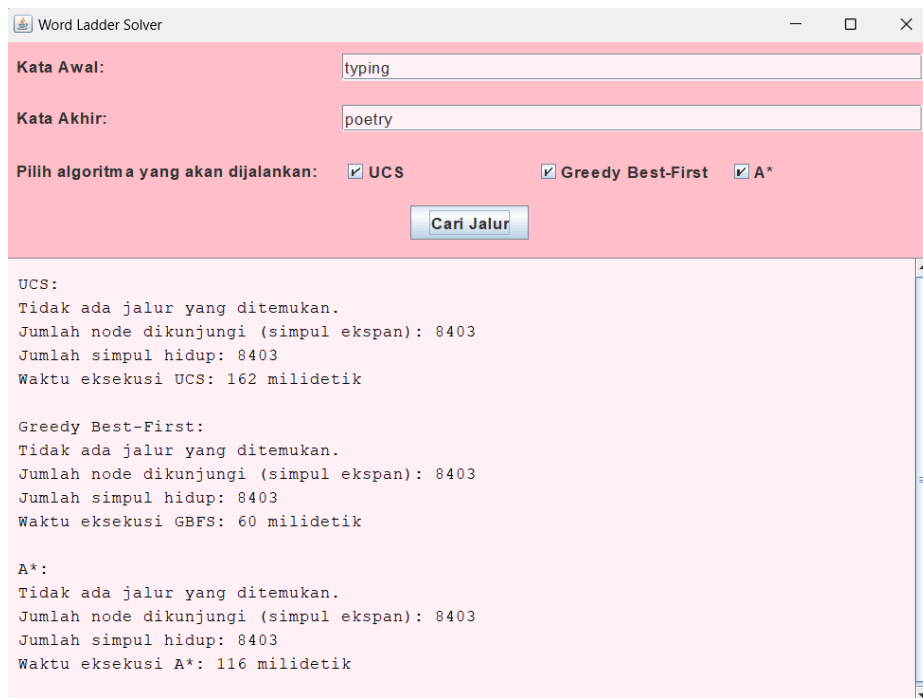 Word Ladder Solver
Kata Awal: typing
Kata Akhir: poetry
Pilih algoritma yang akan dijalankan: UCS Greedy Best-First A*
Cari Jalur
UCS:
Tidak ada jalur yang ditemukan.
Jumlah node dikunjungi (simpul ekspan): 8403
Jumlah simpul hidup: 8403
Waktu eksekusi UCS: 162 milidetik
Greedy Best-First:
Tidak ada jalur yang ditemukan.
Jumlah node dikunjungi (simpul ekspan): 8403
Jumlah simpul hidup: 8403
Waktu eksekusi GBFS: 60 milidetik
A*:
Tidak ada jalur yang ditemukan.
Jumlah node dikunjungi (simpul ekspan): 8403
Jumlah simpul hidup: 8403
Waktu eksekusi A*: 116 milidetik